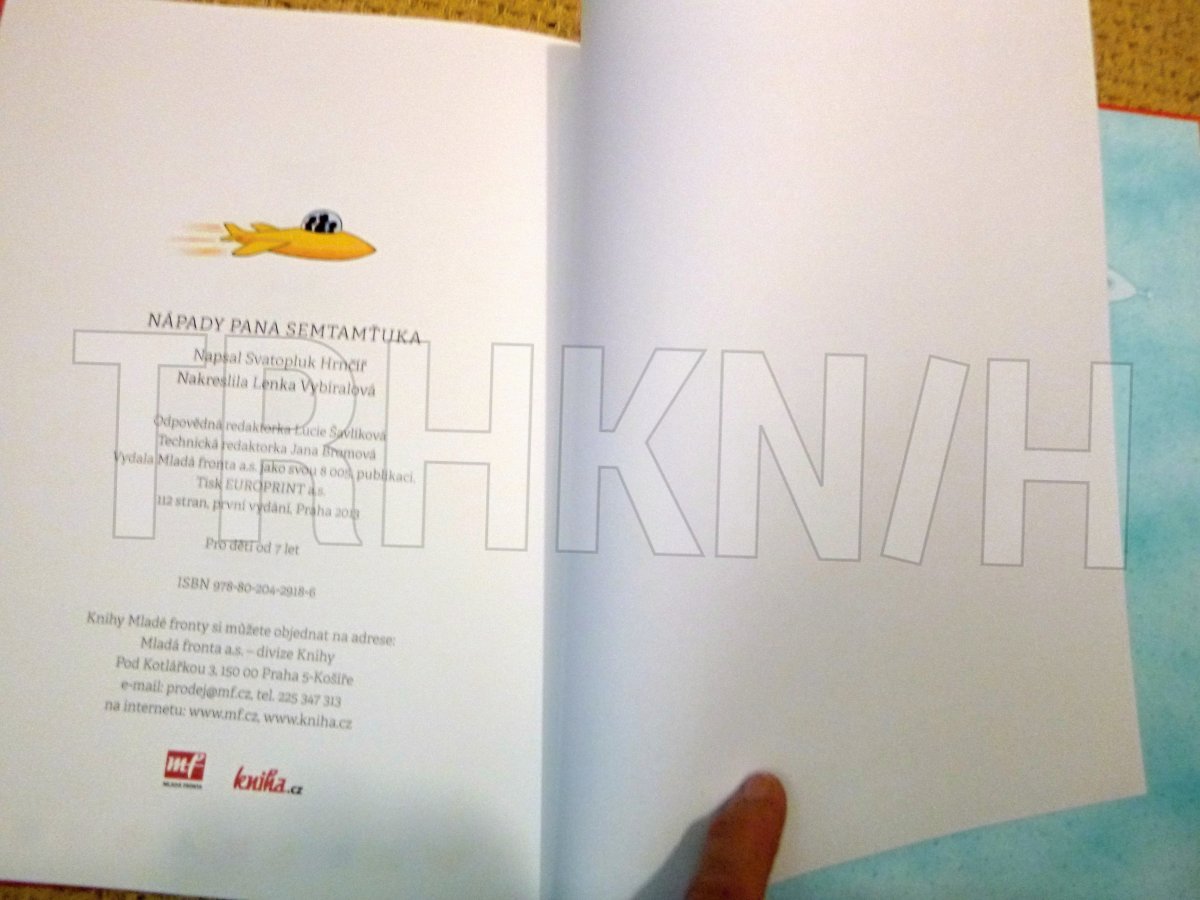 NÁPADY PANA SEMTAMŤUKA
Napsal Svatopluk Hrnčíř
Nakreslila Lenka Vybíralová
Odpovědná redaktorka Lucie Šavlíková
Technická redaktorka Jana Bromová
Vydala Mladá fronta a.s. jako svou 8 005. publikaci.
Tisk EUROPRINT a.s.
112 stran, první vydání, Praha 2013
Pro děti od 7 let
ISBN 978-80-204-2918-6
Knihy Mladé fronty si můžete objednat na adrese:
Mladá fronta a.s. – divize Knihy
Pod Kotlářkou 3, 150 00 Praha 5-Košíře
e-mail: prodej@mf.cz, tel. 225 347 313
na internetu: www.mf.cz, www.kniha.cz
mf
MLADÁ FRONTA
kniha.cz
TRHKN/H